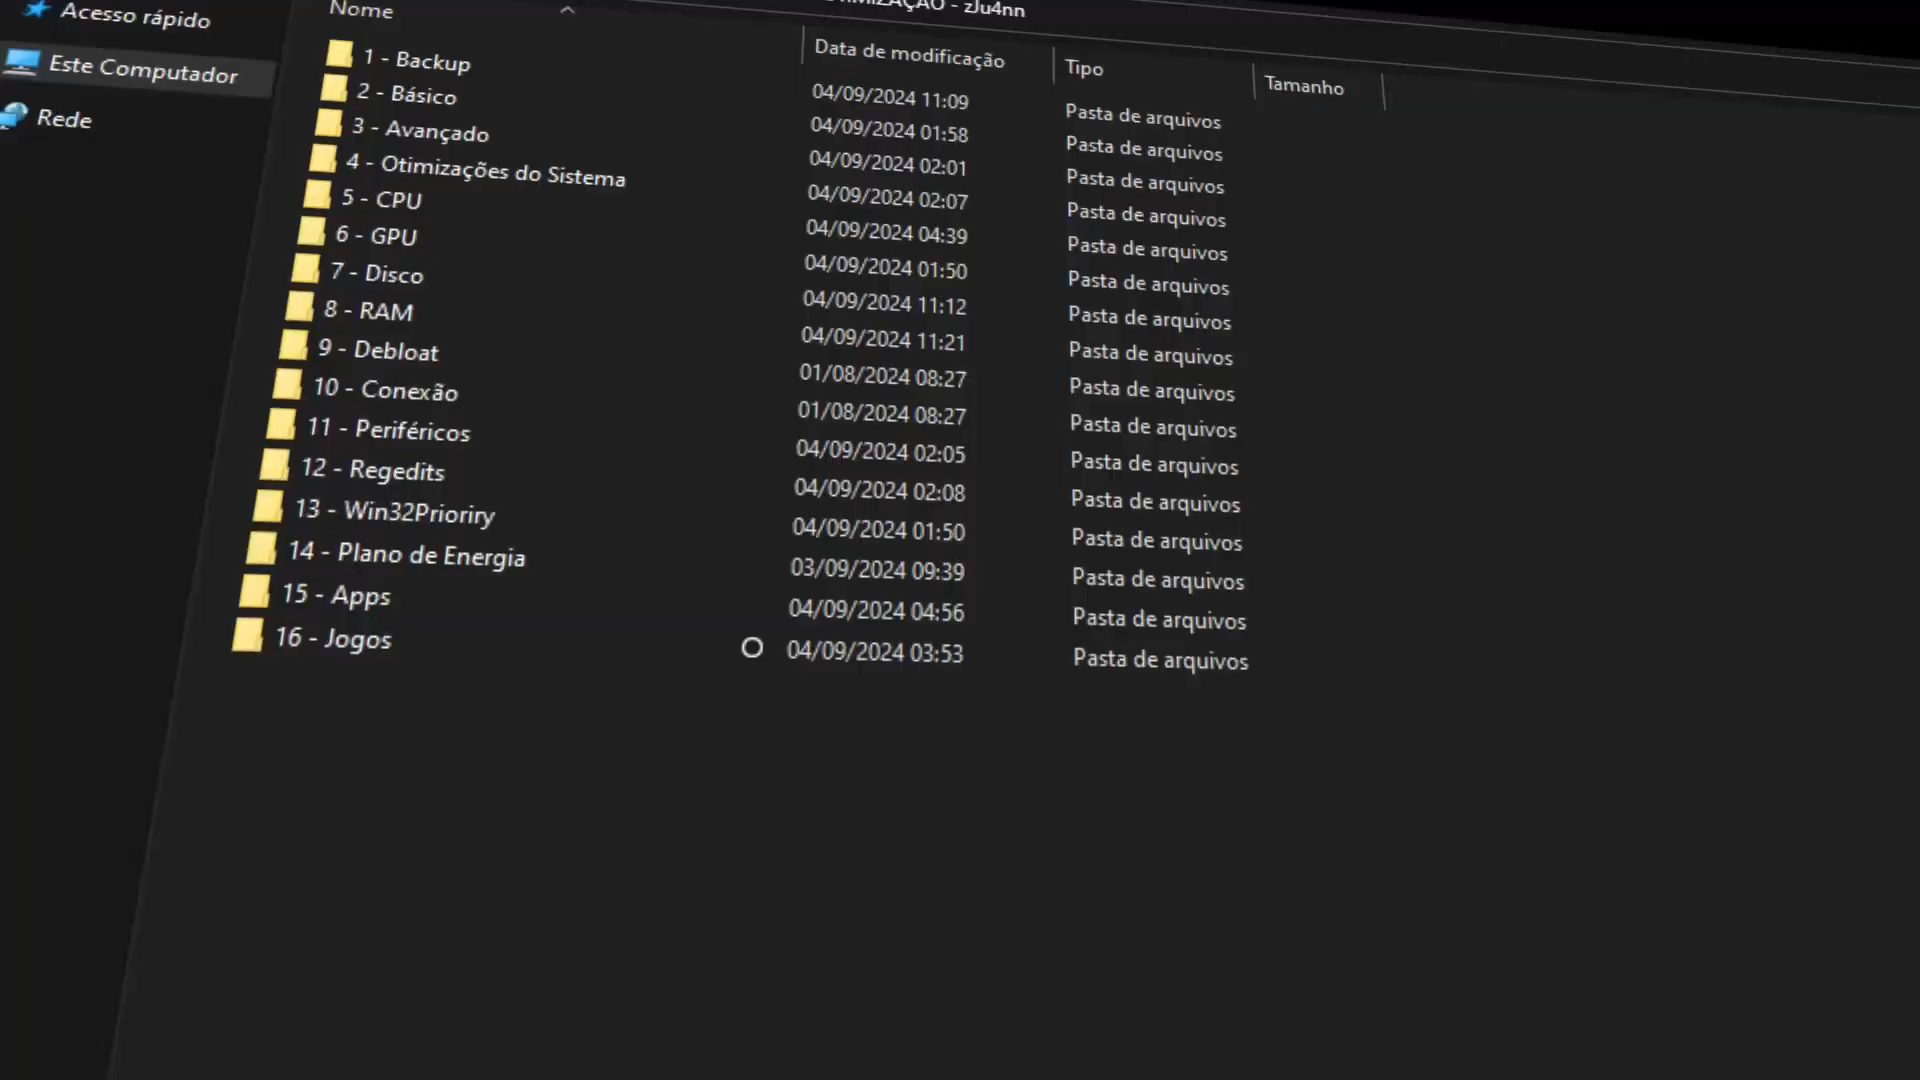 - zJu4nn
Acesso rápido
Este Computador
Rede
Nome
Data de modificação
Tipo
Tamanho
1 - Backup 04/09/2024 11:09 Pasta de arquivos
2 - Básico 04/09/2024 01:58 Pasta de arquivos
3 - Avançado 04/09/2024 02:01 Pasta de arquivos
4 - Otimizações do Sistema 04/09/2024 02:07 Pasta de arquivos
5 - CPU 04/09/2024 04:39 Pasta de arquivos
6 - GPU 04/09/2024 01:50 Pasta de arquivos
7 - Disco 04/09/2024 11:12 Pasta de arquivos
8 - RAM 04/09/2024 11:21 Pasta de arquivos
9 - Debloat 01/08/2024 08:27 Pasta de arquivos
10 - Conexão 01/08/2024 08:27 Pasta de arquivos
11 - Periféricos 04/09/2024 02:05 Pasta de arquivos
12 - Regedits 04/09/2024 02:08 Pasta de arquivos
13 - Win32Prioriry 04/09/2024 01:50 Pasta de arquivos
14 - Plano de Energia 03/09/2024 09:39 Pasta de arquivos
15 - Apps 04/09/2024 04:56 Pasta de arquivos
16 - Jogos 04/09/2024 03:53 Pasta de arquivos